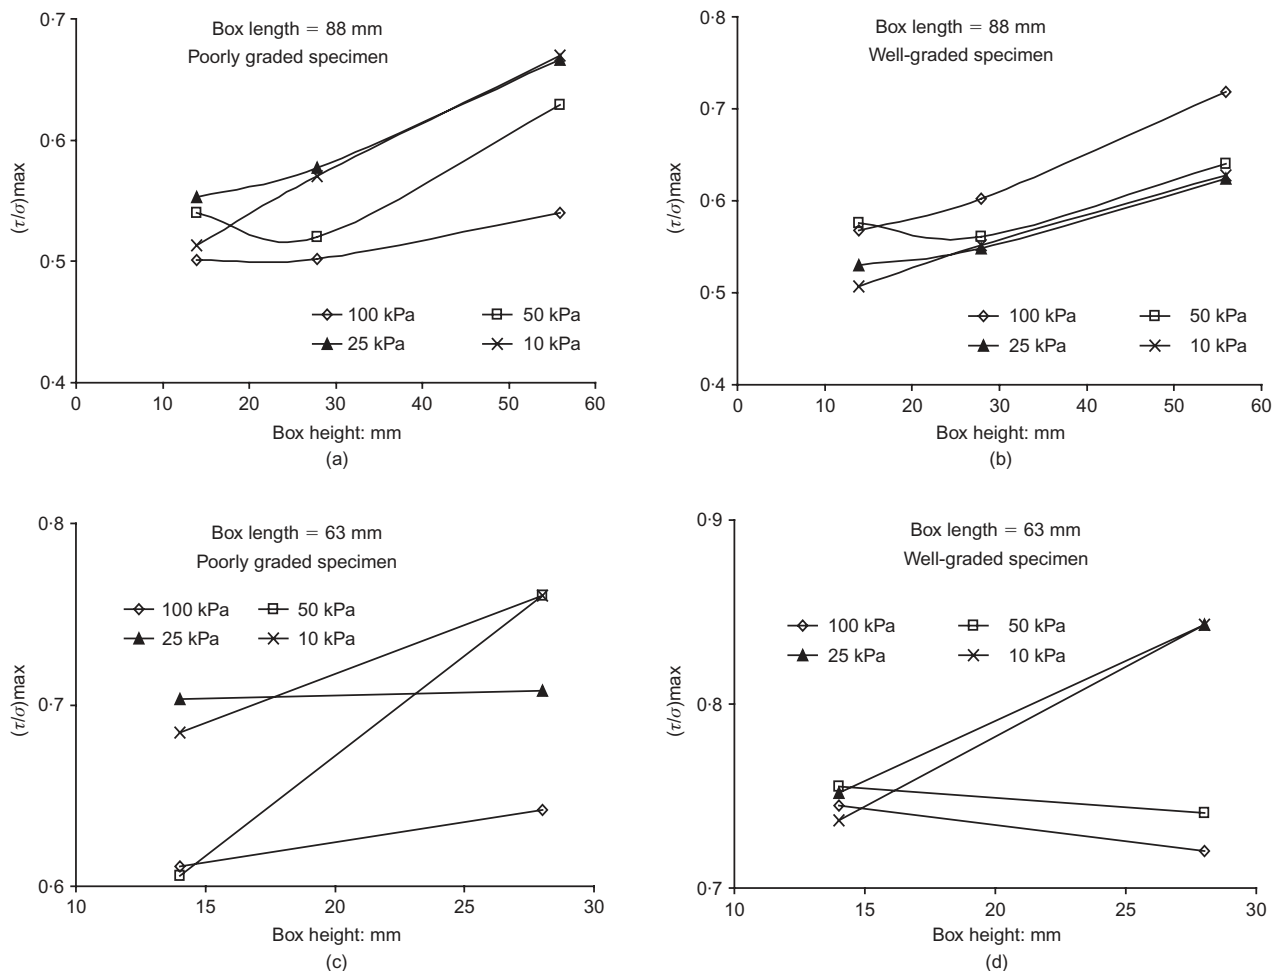 Box length = 88 mm
Poorly graded specimen
0·7
0·6
0·5
0·4
(τ/σ)max
100 kPa 50 kPa
25 kPa 10 kPa
0 10 20 30 40 50 60
Box height: mm
(a)
Box length = 88 mm
Well-graded specimen
0·8
0·7
0·6
0·5
0·4
(τ/σ)max
100 kPa 50 kPa
25 kPa 10 kPa
0 10 20 30 40 50 60
Box height: mm
(b)
Box length = 63 mm
Poorly graded specimen
0·8
0·7
0·6
(τ/σ)max
100 kPa 50 kPa
25 kPa 10 kPa
10 15 20 25 30
Box height: mm
(c)
Box length = 63 mm
Well-graded specimen
0·9
0·8
0·7
(τ/σ)max
100 kPa 50 kPa
25 kPa 10 kPa
10 15 20 25 30
Box height: mm
(d)